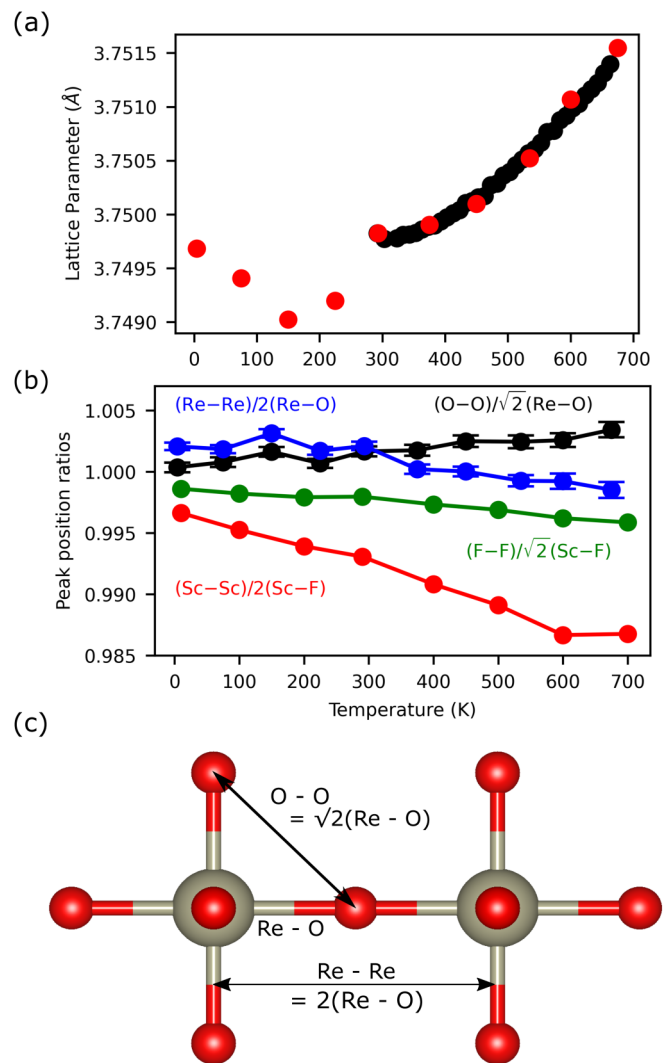 (a)
Lattice Parameter (Å)
3.7515
3.7510
3.7505
3.7500
3.7495
3.7490
0 100 200 300 400 500 600 700
(b)
Peak position ratios
1.005
1.000
0.995
0.990
0.985
(Re−Re)/2(Re−O)
(O−O)/√2(Re−O)
(F−F)/√2(Sc−F)
(Sc−Sc)/2(Sc−F)
0 100 200 300 400 500 600 700
Temperature (K)
(c)
O - O
= √2(Re - O)
Re - O
Re - Re
= 2(Re - O)